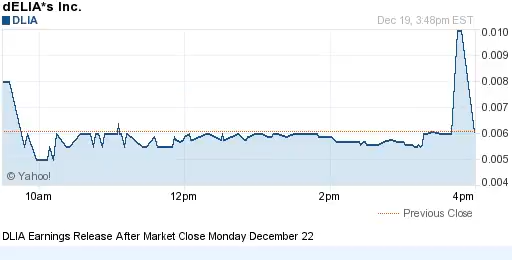 dELIA*s Inc.
DLIA
Dec 19, 3:48pm EST
0.010
0.009
0.008
0.007
0.006
0.005
0.004
© Yahoo!
10am 12pm 2pm 4pm
Previous Close
DLIA Earnings Release After Market Close Monday December 22